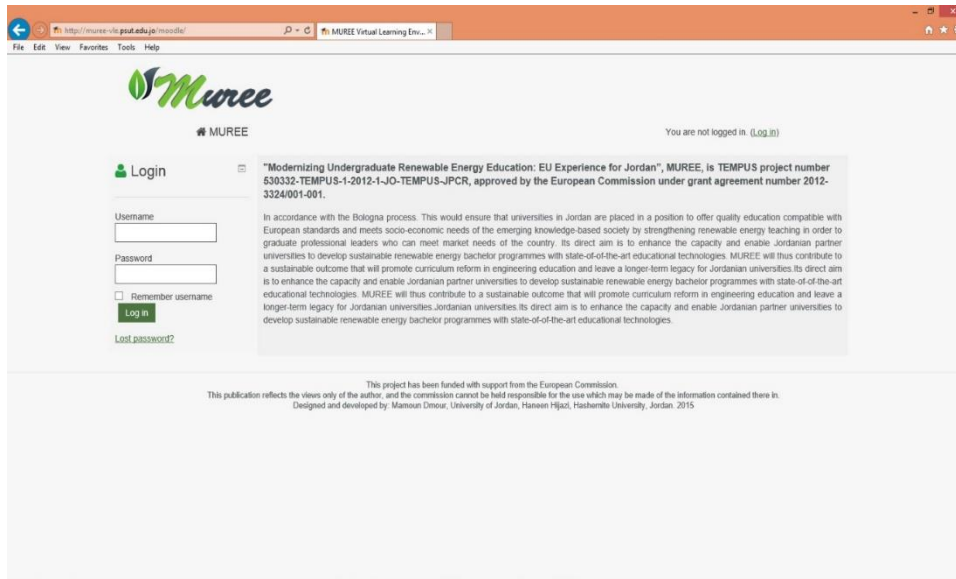 http://muree-vle.psut.edu.jo/moodle/
MUREE Virtual Learning Env...
File Edit View Favorites Tools Help
Muree
MUREE
You are not logged in. (Log in)
Login
Username
Password
Remember username
Log in
Lost password?
"Modernizing Undergraduate Renewable Energy Education: EU Experience for Jordan", MUREE, is TEMPUS project number
530332-TEMPUS-1-2012-1-JO-TEMPUS-JPCR, approved by the European Commission under grant agreement number 2012-
3324/001-001.
In accordance with the Bologna process. This would ensure that universities in Jordan are placed in a position to offer quality education compatible with
European standards and meets socio-economic needs of the emerging knowledge-based society by strengthening renewable energy teaching in order to
graduate professional leaders who can meet market needs of the country. Its direct aim is to enhance the capacity and enable Jordanian partner
universities to develop sustainable renewable energy bachelor programmes with state-of-of-the-art educational technologies. MUREE will thus contribute to
a sustainable outcome that will promote curriculum reform in engineering education and leave a longer-term legacy for Jordanian universities.Its direct aim
is to enhance the capacity and enable Jordanian partner universities to develop sustainable renewable energy bachelor programmes with state-of-of-the-art
educational technologies. MUREE will thus contribute to a sustainable outcome that will promote curriculum reform in engineering education and leave a
longer-term legacy for Jordanian universities.Jordanian universities.Its direct aim is to enhance the capacity and enable Jordanian partner universities to
develop sustainable renewable energy bachelor programmes with state-of-of-the-art educational technologies.
This project has been funded with support from the European Commission.
This publication reflects the views only of the author, and the commission cannot be held responsible for the use which may be made of the information contained there in.
Designed and developed by: Mamoun Dmour, University of Jordan, Haneen Hijazi, Hashemite University, Jordan. 2015